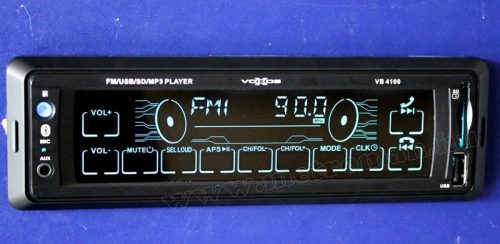 FM/USB/SD/MP3 PLAYER
VB 4100
IR
SD
VOL+
FM1 90.0
MIC
VOL-
MUTE
SEL LOUD
APS
CH/FOL-
CH/FOL+
MODE
CLK
AUX
USB